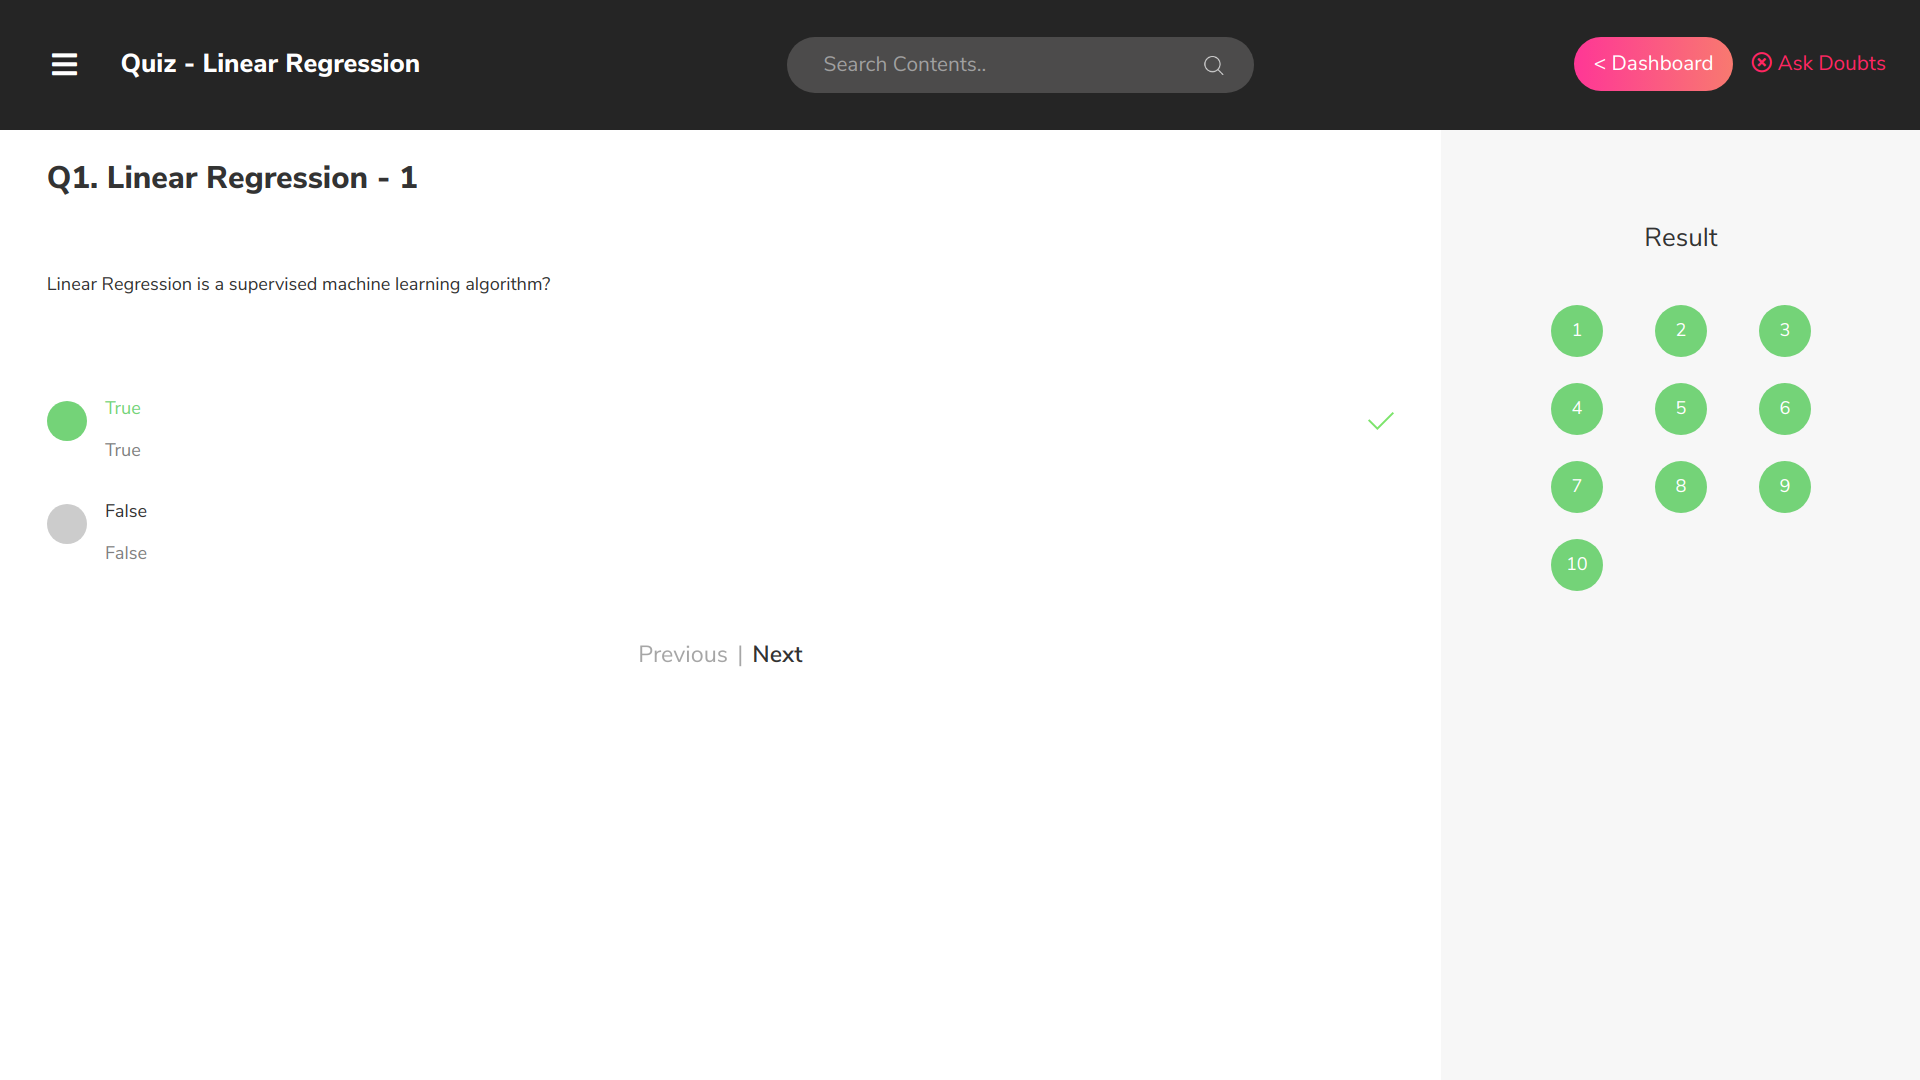 Quiz - Linear Regression
Search Contents..
< Dashboard
Ask Doubts
Q1. Linear Regression - 1
Linear Regression is a supervised machine learning algorithm?
True
True
False
False
Previous | Next
Result
1 2 3
4 5 6
7 8 9
10